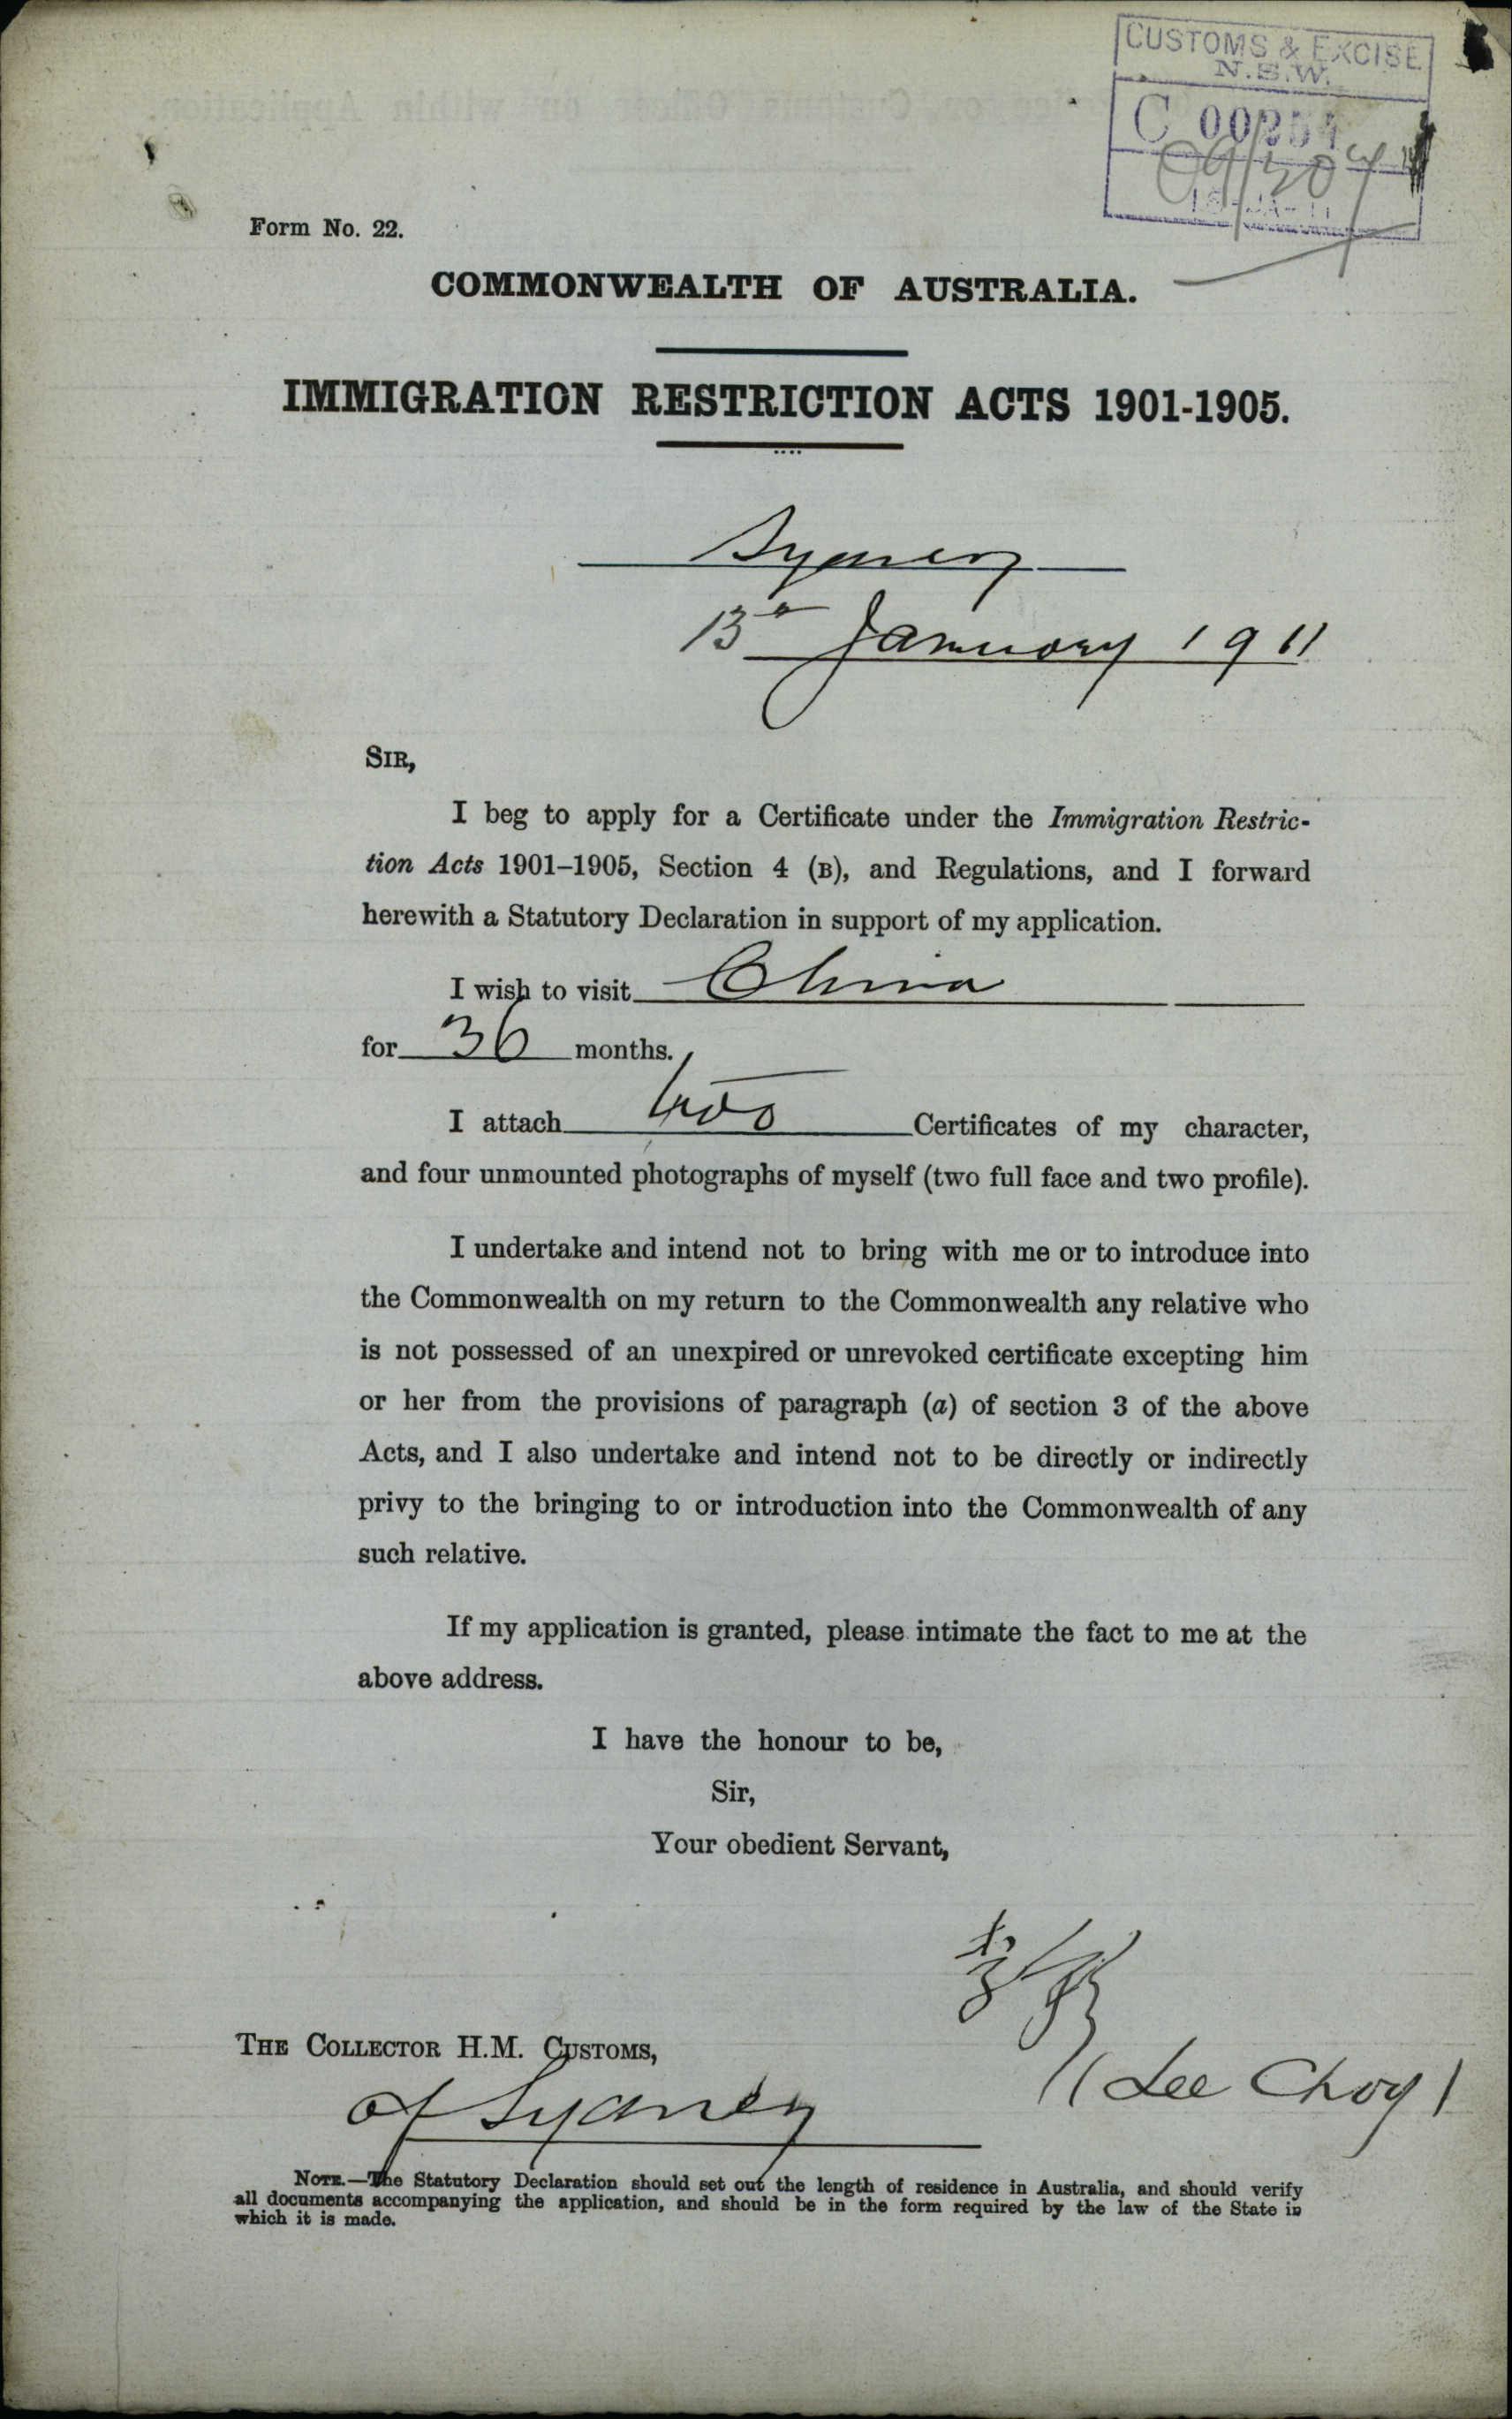 CUSTOMS & EXCISE
N.S.W.
Form No. 22.
COMMONWEALTH OF AUSTRALIA.
IMMIGRATION RESTRICTION ACTS 1901-1905.
Sydney
13th January 1911
SIR,
I beg to apply for a Certificate under the Immigration Restric-
tion Acts 1901–1905, Section 4 (B), and Regulations, and I forward
herewith a Statutory Declaration in support of my application.
I wish to visit China
for 36 months.
I attach two Certificates of my character,
and four unmounted photographs of myself (two full face and two profile).
I undertake and intend not to bring with me or to introduce into
the Commonwealth on my return to the Commonwealth any relative who
is not possessed of an unexpired or unrevoked certificate excepting him
or her from the provisions of paragraph (a) of section 3 of the above
Acts, and I also undertake and intend not to be directly or indirectly
privy to the bringing to or introduction into the Commonwealth of any
such relative.
If my application is granted, please intimate the fact to me at the
above address.
I have the honour to be,
Sir,
Your obedient Servant,
(Lee Choy)
THE COLLECTOR H.M. CUSTOMS,
of Sydney
NOTE.—The Statutory Declaration should set out the length of residence in Australia, and should verify
all documents accompanying the application, and should be in the form required by the law of the State in
which it is made.